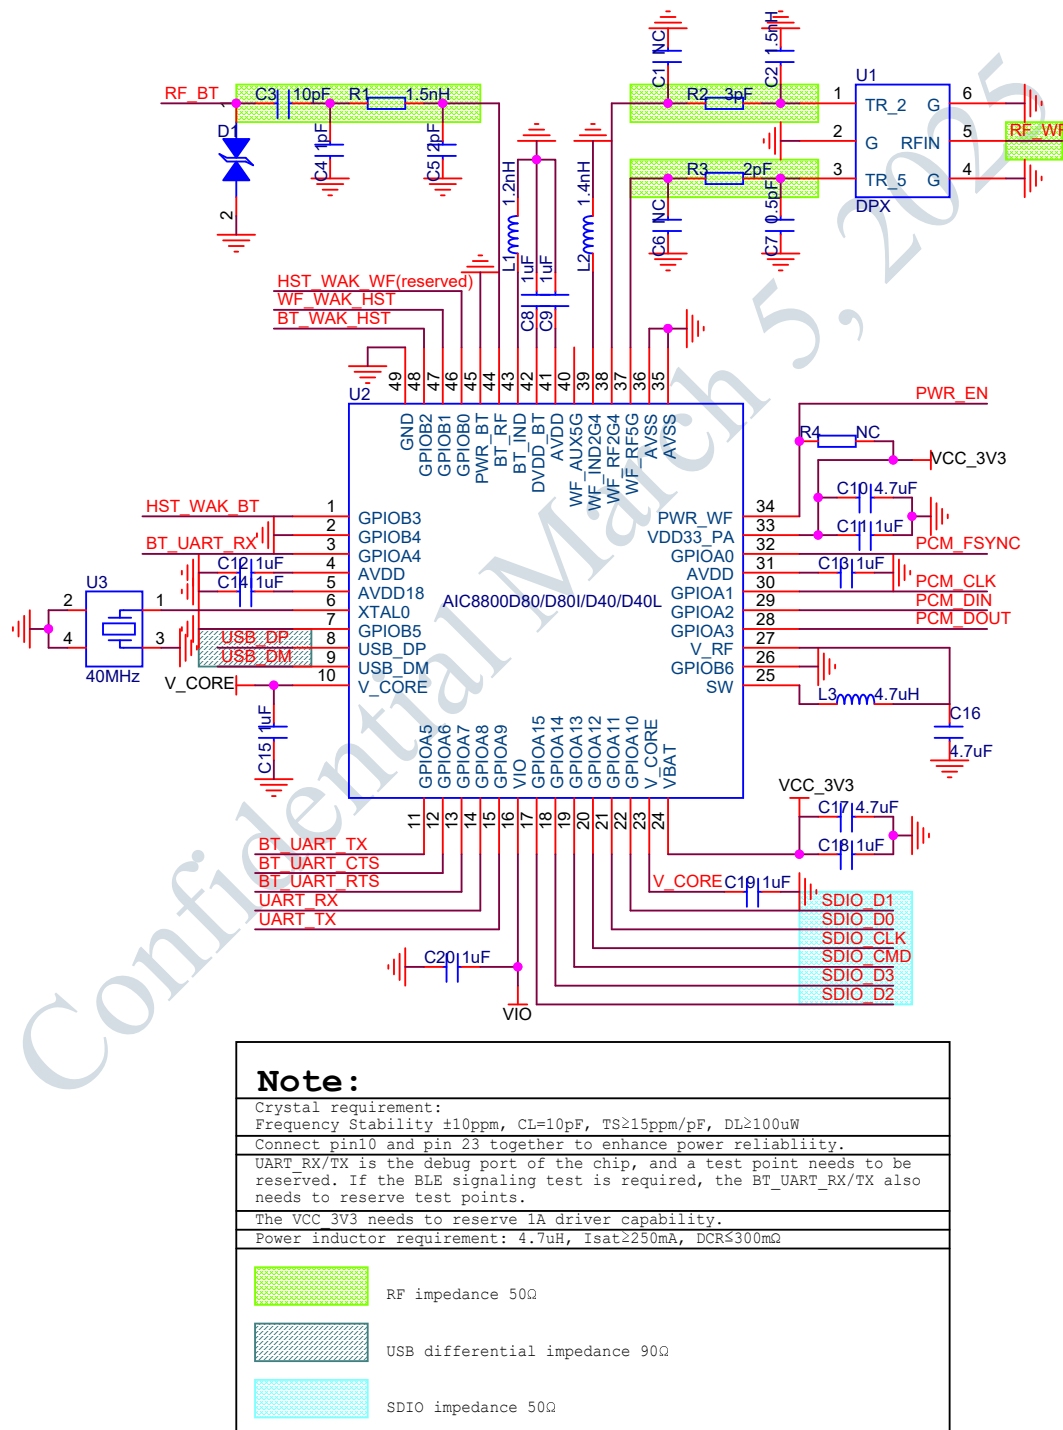 RF_BT
C3 10pF R1 1.5nH
D1
2
C4 1pF
C5 2pF
C1 NC
C2 1.5nH
R2 3pF
R3 2pF
C6 NC
C7 0.5pF
U1
1 TR_2 G 6
2 G RFIN 5 RF_WF
3 TR_5 G 4
DPX
L1 1.2nH
C8 1uF
C9 1uF
L2 1.4nH
HST_WAK_WF(reserved)
WF_WAK_HST
BT_WAK_HST
U2
49 GND
48 GPIOB2
47 GPIOB1
46 GPIOB0
45 PWR_BT
44 BT_RF
43 BT_IND
42 DVDD_BT
41 AVDD
40 WF_AUX5G
39 WF_IND2G4
38 WF_RF2G4
37 WF_RF5G
36 AVSS
35 AVSS
PWR_EN
R4 NC
VCC_3V3
C10 4.7uF
C11 1uF
HST_WAK_BT 1 GPIOB3
2 GPIOB4
BT_UART_RX 3 GPIOA4
C12 1uF 4 AVDD
C14 1uF 5 AVDD18
6 XTAL0
7 GPIOB5
USB_DP 8 USB_DP
USB_DM 9 USB_DM
V_CORE 10 V_CORE
U3
2 1
4 3
40MHz
C15 1uF
AIC8800D80/D80I/D40/D40L
PWR_WF 34
VDD33_PA 33
GPIOA0 32 PCM_FSYNC
AVDD 31 C13 1uF
GPIOA1 30 PCM_CLK
GPIOA2 29 PCM_DIN
GPIOA3 28 PCM_DOUT
V_RF 27
GPIOB6 26
SW 25
L3 4.7uH
C16
4.7uF
GPIOA5 11
GPIOA6 12
GPIOA7 13
GPIOA8 14
GPIOA9 15
VIO 16
GPIOA15 17
GPIOA14 18
GPIOA13 19
GPIOA12 20
GPIOA11 21
GPIOA10 22
V_CORE 23
VBAT 24
VCC_3V3
C17 4.7uF
C18 1uF
BT_UART_TX
BT_UART_CTS
BT_UART_RTS
UART_RX
UART_TX
V_CORE C19 1uF
SDIO_D1
SDIO_D0
SDIO_CLK
SDIO_CMD
SDIO_D3
SDIO_D2
C20 1uF
VIO
Confidential March 5, 2025
Note:
Crystal requirement:
Frequency Stability ±10ppm, CL=10pF, TS≥15ppm/pF, DL≥100uW
Connect pin10 and pin 23 together to enhance power reliabliity.
UART_RX/TX is the debug port of the chip, and a test point needs to be
reserved. If the BLE signaling test is required, the BT_UART_RX/TX also
needs to reserve test points.
The VCC_3V3 needs to reserve 1A driver capability.
Power inductor requirement: 4.7uH, Isat≥250mA, DCR≤300mΩ
RF impedance 50Ω
USB differential impedance 90Ω
SDIO impedance 50Ω